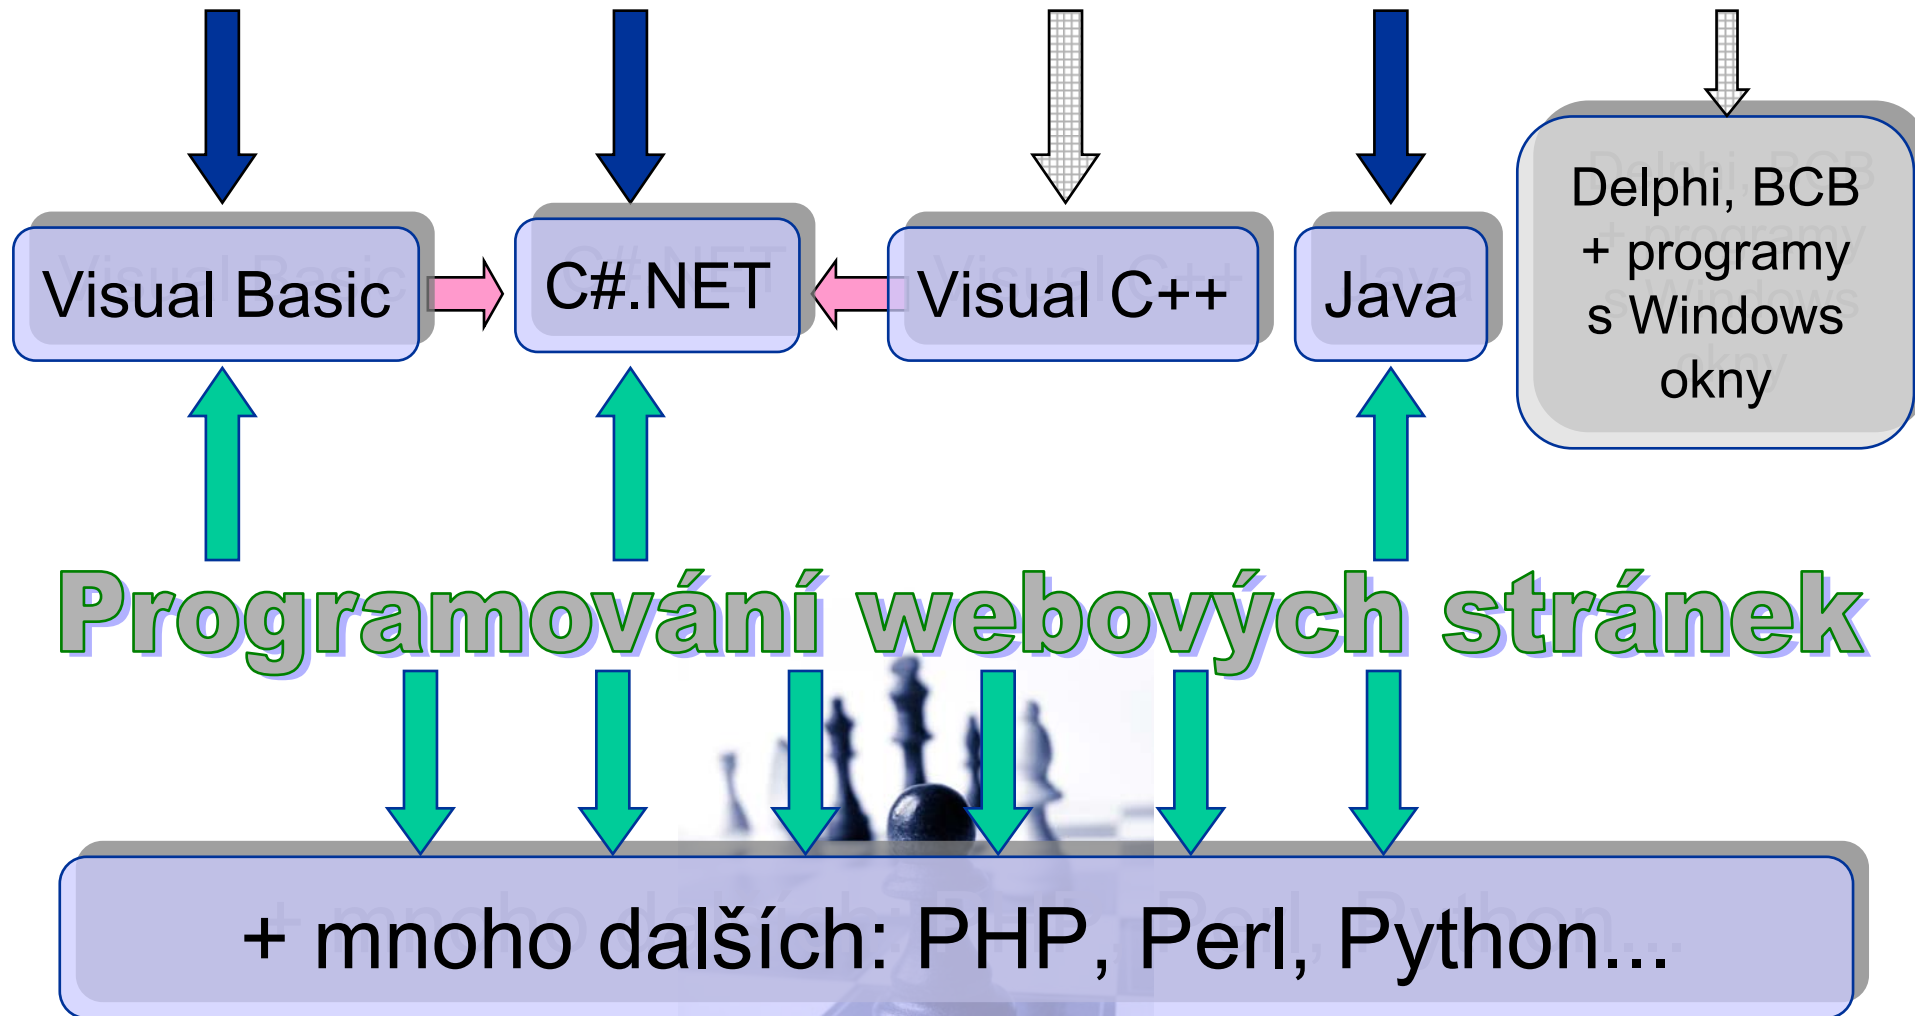 Visual Basic
C#.NET
Visual C++
Java
Delphi, BCB
+ programy
s Windows
okny
Programování webových stránek
+ mnoho dalších: PHP, Perl, Python...